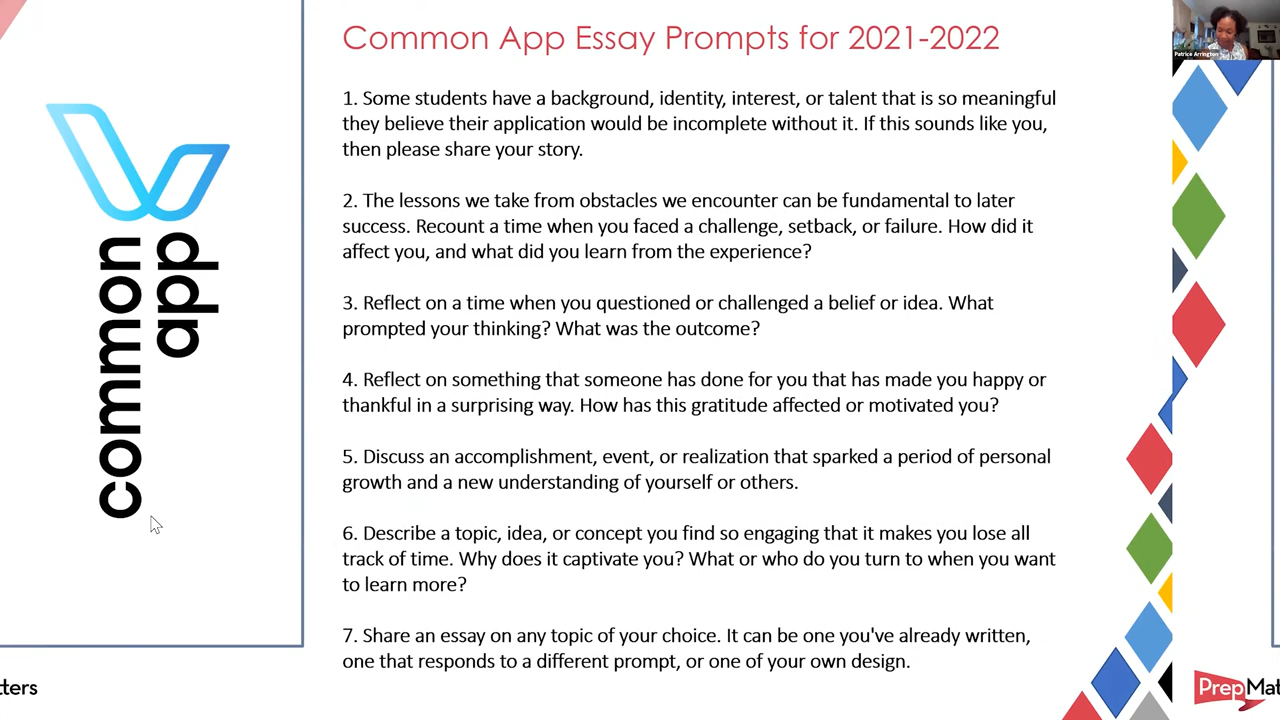 Common App Essay Prompts for 2021-2022
Patrice Arrington
1. Some students have a background, identity, interest, or talent that is so meaningful
they believe their application would be incomplete without it. If this sounds like you,
then please share your story.
2. The lessons we take from obstacles we encounter can be fundamental to later
success. Recount a time when you faced a challenge, setback, or failure. How did it
affect you, and what did you learn from the experience?
3. Reflect on a time when you questioned or challenged a belief or idea. What
prompted your thinking? What was the outcome?
4. Reflect on something that someone has done for you that has made you happy or
thankful in a surprising way. How has this gratitude affected or motivated you?
5. Discuss an accomplishment, event, or realization that sparked a period of personal
growth and a new understanding of yourself or others.
6. Describe a topic, idea, or concept you find so engaging that it makes you lose all
track of time. Why does it captivate you? What or who do you turn to when you want
to learn more?
7. Share an essay on any topic of your choice. It can be one you've already written,
one that responds to a different prompt, or one of your own design.
common
app
tters
PrepMat